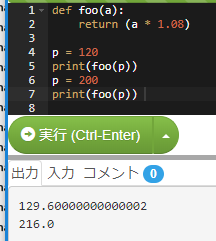 1 def foo(a):
2     return (a * 1.08)
3
4 p = 120
5 print(foo(p))
6 p = 200
7 print(foo(p))
8
実行 (Ctrl-Enter)
出力 入力 コメント 0
129.60000000000002
216.0